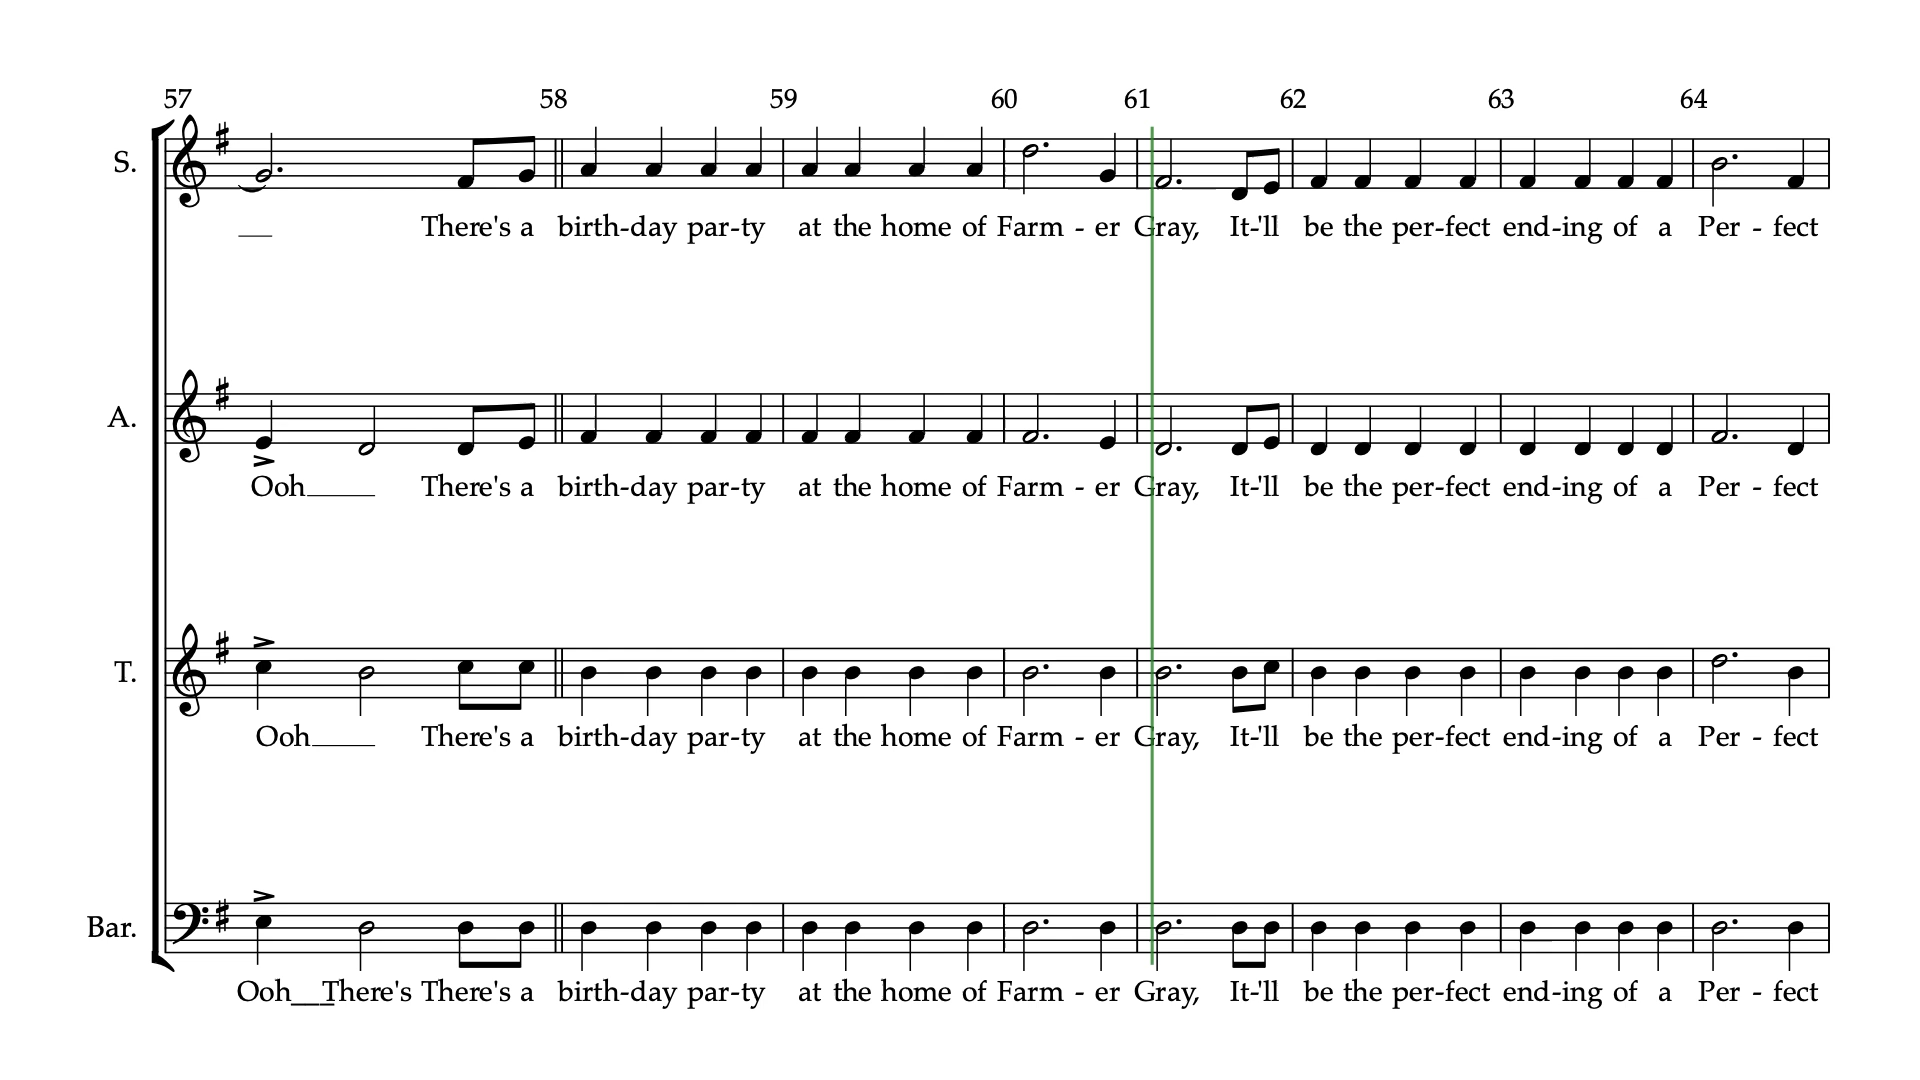 57 58 59 60 61 62 63 64
S.
__ There's a birth-day par-ty at the home of Farm - er Gray, It-'ll be the per-fect end-ing of a Per - fect
A.
Ooh____ There's a birth-day par-ty at the home of Farm - er Gray, It-'ll be the per-fect end-ing of a Per - fect
T.
Ooh____ There's a birth-day par-ty at the home of Farm - er Gray, It-'ll be the per-fect end-ing of a Per - fect
Bar.
Ooh___There's There's a birth-day par-ty at the home of Farm - er Gray, It-'ll be the per-fect end-ing of a Per - fect